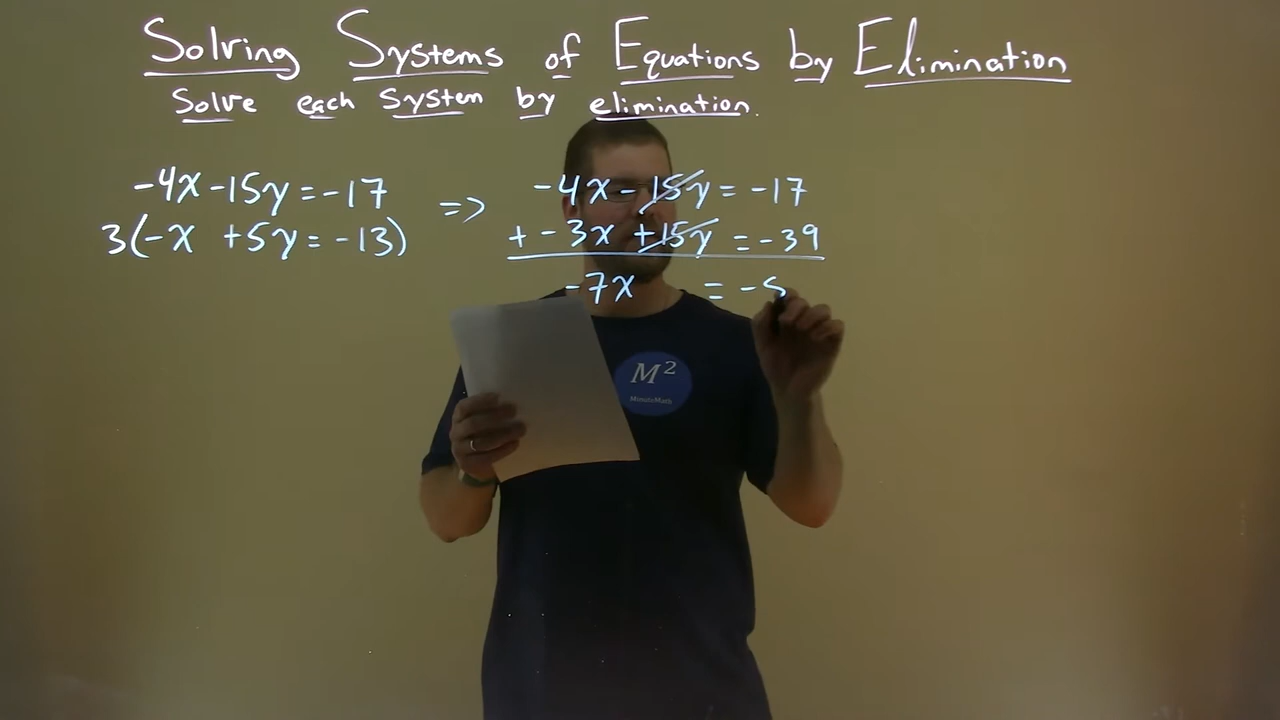 Solving Systems of Equations by Elimination
Solve each System by elimination.
-4x-15y=-17
3(-x +5y=-13)
=>
-4x-15y=-17
+ -3x +15y =-39
-7x =-5
M²
MinuteMath